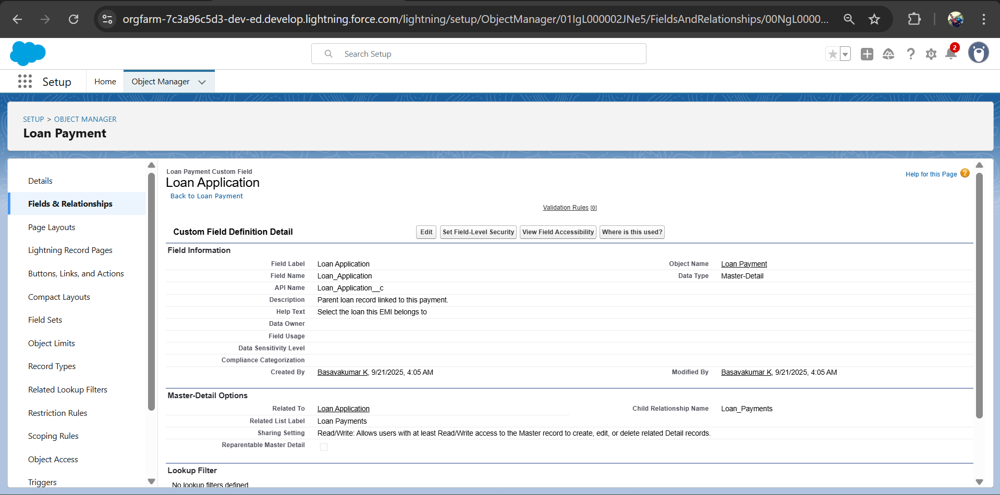 orgfarm-7c3a96c5d3-dev-ed.develop.lightning.force.com/lightning/setup/ObjectManager/01IgL000002JNe5/FieldsAndRelationships/00NgL0000...
Search Setup
2
Setup
Home
Object Manager
SETUP > OBJECT MANAGER
Loan Payment
Details
Fields & Relationships
Page Layouts
Lightning Record Pages
Buttons, Links, and Actions
Compact Layouts
Field Sets
Object Limits
Record Types
Related Lookup Filters
Restriction Rules
Scoping Rules
Object Access
Triggers
Loan Payment Custom Field
Loan Application
Back to Loan Payment
Help for this Page ?
Validation Rules [0]
Custom Field Definition Detail
Edit Set Field-Level Security View Field Accessibility Where is this used?
Field Information
Field Label Loan Application Object Name Loan Payment
Field Name Loan_Application Data Type Master-Detail
API Name Loan_Application__c
Description Parent loan record linked to this payment.
Help Text Select the loan this EMI belongs to
Data Owner
Field Usage
Data Sensitivity Level
Compliance Categorization
Created By Basavakumar K, 9/21/2025, 4:05 AM Modified By Basavakumar K, 9/21/2025, 4:05 AM
Master-Detail Options
Related To Loan Application Child Relationship Name Loan_Payments
Related List Label Loan Payments
Sharing Setting Read/Write: Allows users with at least Read/Write access to the Master record to create, edit, or delete related Detail records.
Reparentable Master Detail
Lookup Filter
No lookup filters defined